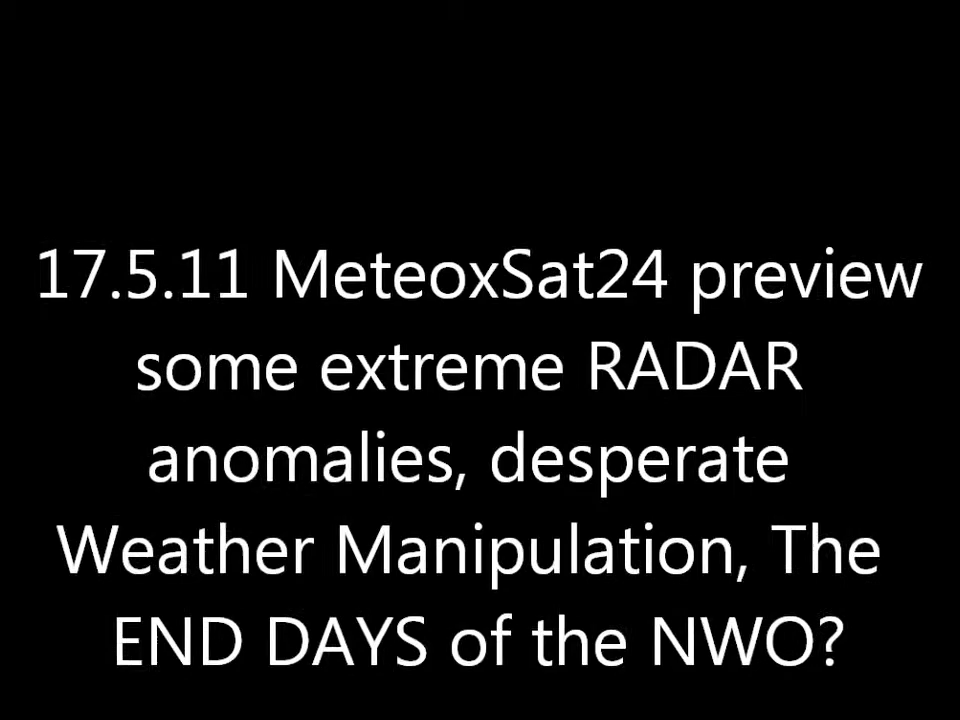 17.5.11 MeteoxSat24 preview
some extreme RADAR
anomalies, desperate
Weather Manipulation, The
END DAYS of the NWO?